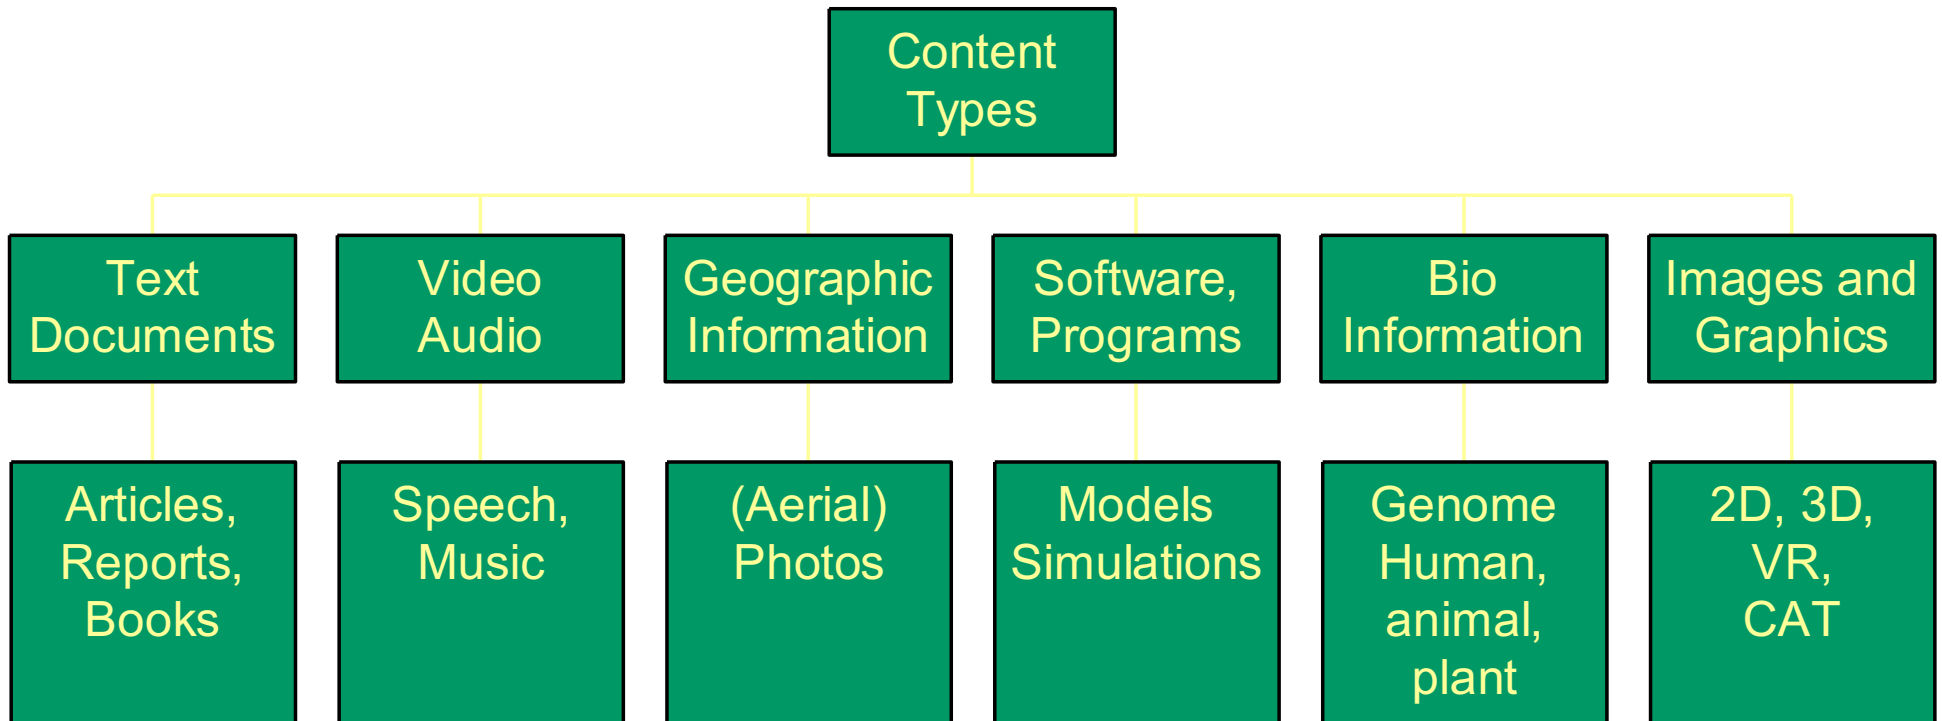 Content
Types
Text
Documents
Video
Audio
Geographic
Information
Software,
Programs
Bio
Information
Images and
Graphics
Articles,
Reports,
Books
Speech,
Music
(Aerial)
Photos
Models
Simulations
Genome
Human,
animal,
plant
2D, 3D,
VR,
CAT